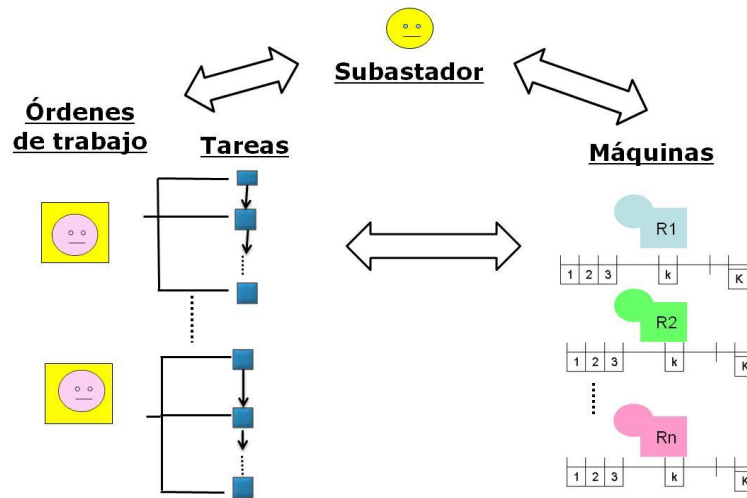 Subastador
Órdenes
de trabajo
Tareas
Máquinas
R1
1 2 3 k K
R2
1 2 3 k K
Rn
1 2 3 k K